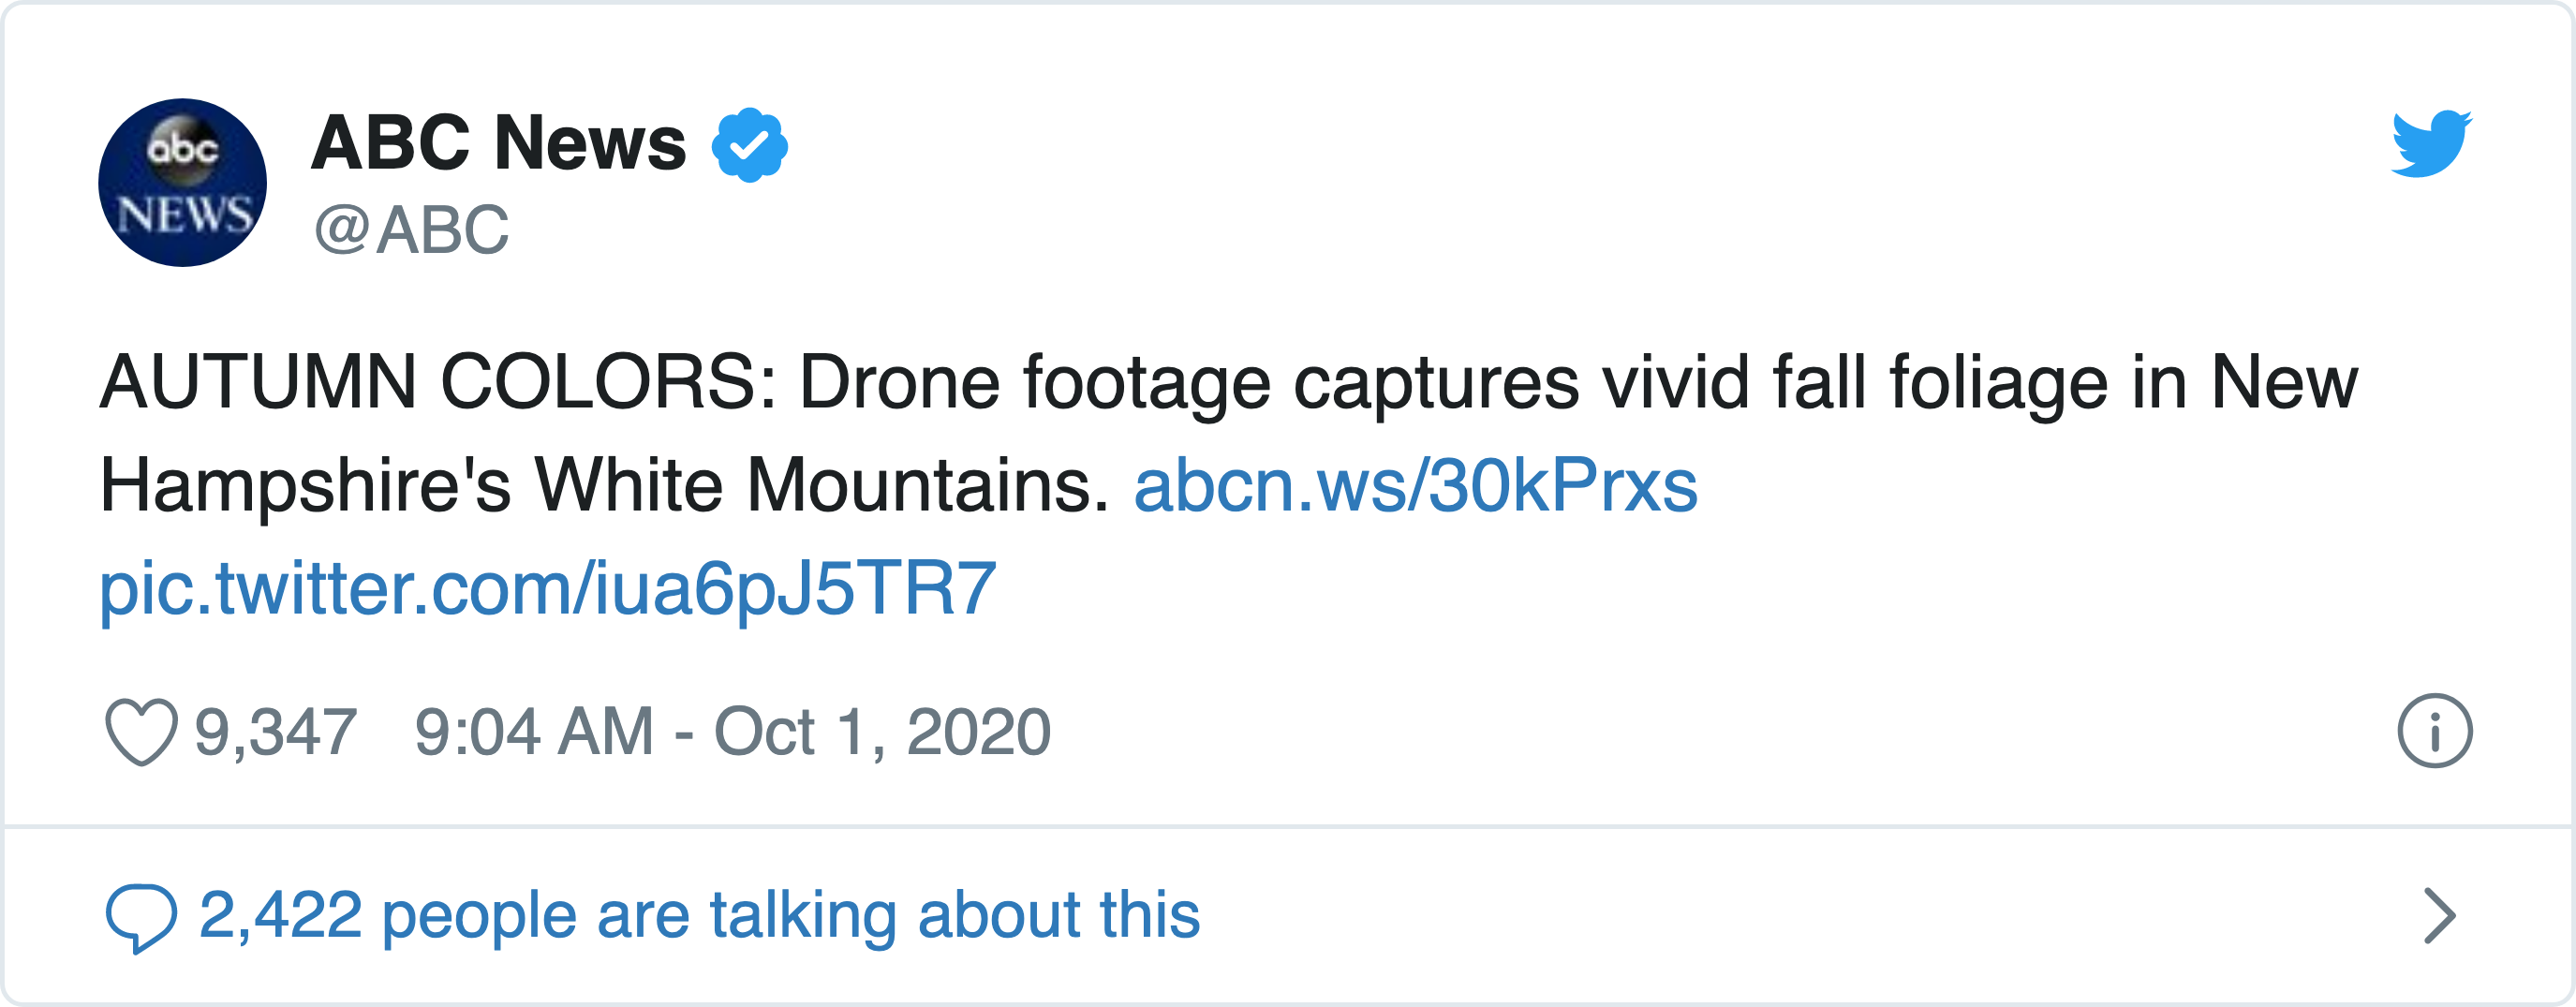 abc
NEWS
ABC News
@ABC
AUTUMN COLORS: Drone footage captures vivid fall foliage in New
Hampshire's White Mountains. abcn.ws/30kPrxs
pic.twitter.com/iua6pJ5TR7
9,347 9:04 AM - Oct 1, 2020
2,422 people are talking about this